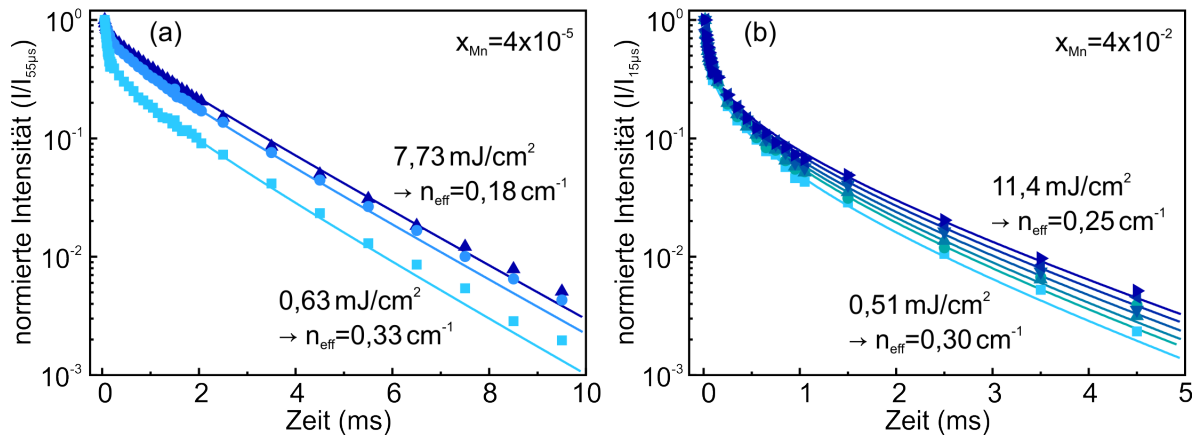 (a)
x_Mn=4x10⁻⁵
normierte Intensität (I/I_55µs)
10⁰
10⁻¹
10⁻²
10⁻³
7,73 mJ/cm²
→ n_eff=0,18 cm⁻¹
0,63 mJ/cm²
→ n_eff=0,33 cm⁻¹
0 2 4 6 8 10
Zeit (ms)
(b)
x_Mn=4x10⁻²
normierte Intensität (I/I_15µs)
10⁰
10⁻¹
10⁻²
10⁻³
11,4 mJ/cm²
→ n_eff=0,25 cm⁻¹
0,51 mJ/cm²
→ n_eff=0,30 cm⁻¹
0 1 2 3 4 5
Zeit (ms)